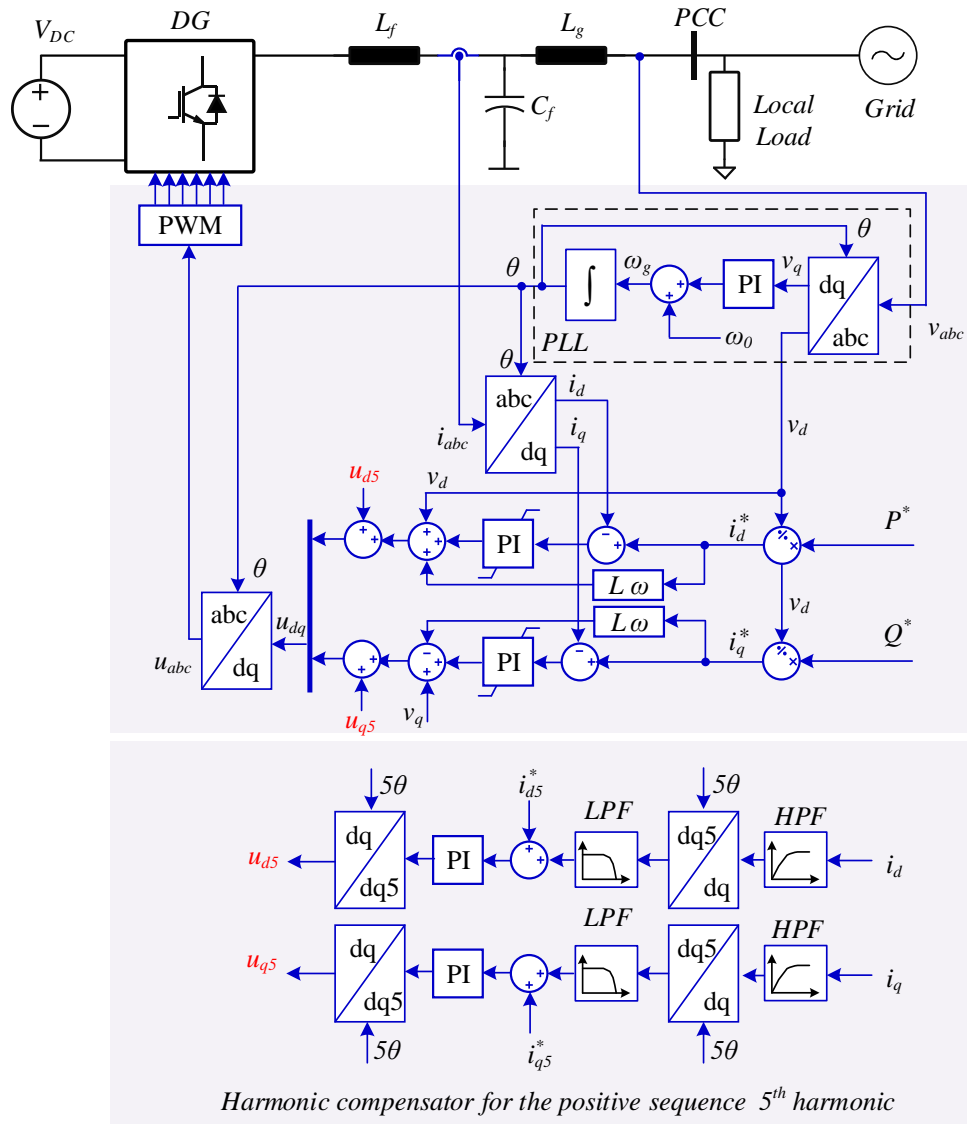 DG
V_DC
L_f
L_g
PCC
C_f
Local
Load
Grid
PWM
θ
θ
ω_g
v_q
∫
PI
dq
abc
PLL
ω_0
v_abc
θ
abc
dq
i_d
i_q
i_abc
v_d
u_d5
v_d
PI
i_d^*
P^*
L ω
θ
v_d
L ω
abc
dq
u_dq
u_abc
PI
i_q^*
Q^*
u_q5
v_q
5θ
i_d5^*
5θ
LPF
HPF
dq
dq5
PI
dq5
dq
u_d5
i_d
LPF
HPF
dq
dq5
PI
dq5
dq
u_q5
i_q
5θ
i_q5^*
5θ
Harmonic compensator for the positive sequence 5^th harmonic